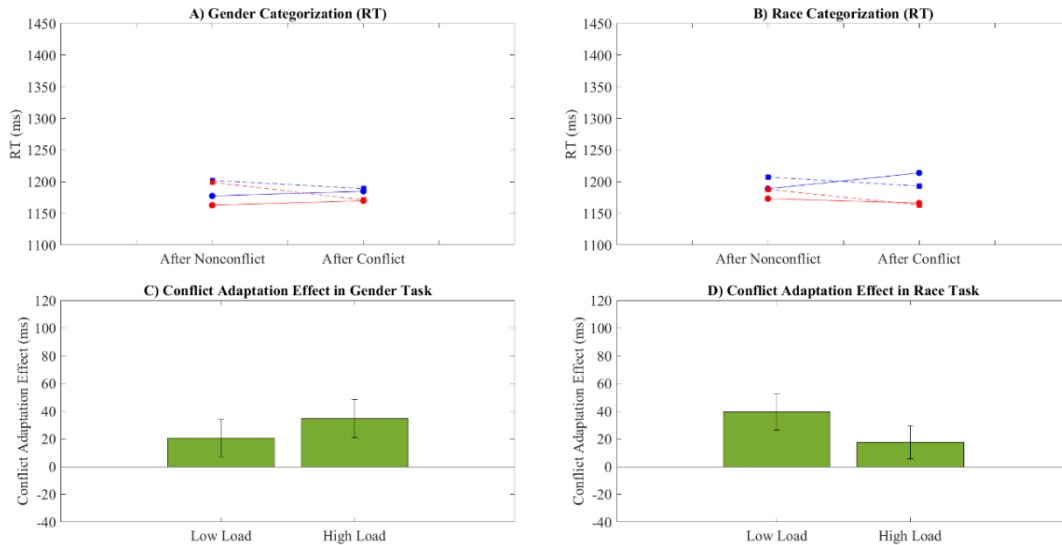 A) Gender Categorization (RT)
1450
1400
1350
1300
1250
1200
1150
1100
RT (ms)
After Nonconflict
After Conflict
B) Race Categorization (RT)
1450
1400
1350
1300
1250
1200
1150
1100
RT (ms)
After Nonconflict
After Conflict
C) Conflict Adaptation Effect in Gender Task
120
100
80
60
40
20
0
-20
-40
Conflict Adaptation Effect (ms)
Low Load
High Load
D) Conflict Adaptation Effect in Race Task
120
100
80
60
40
20
0
-20
-40
Conflict Adaptation Effect (ms)
Low Load
High Load